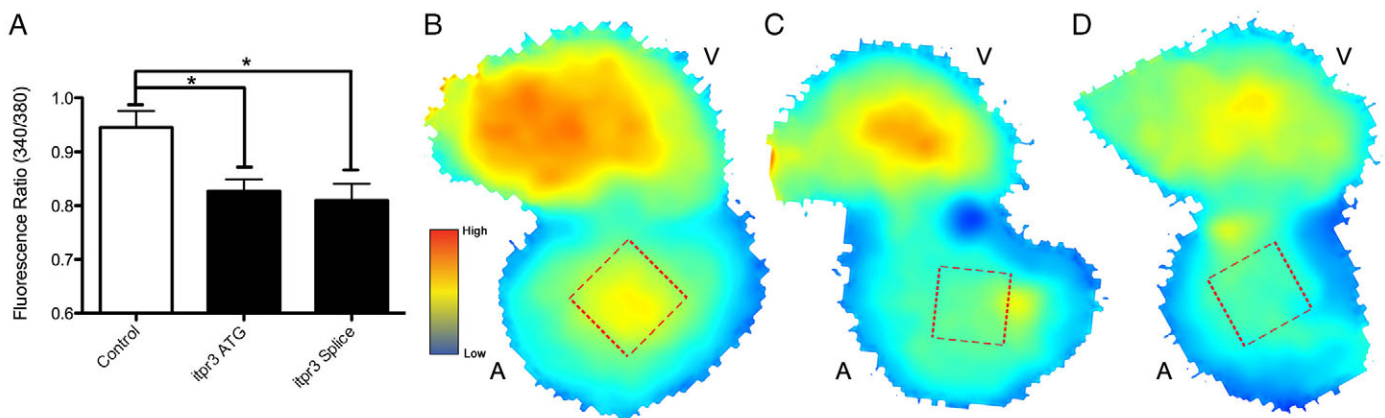 A
Fluorescence Ratio (340/380)
1.0
0.9
0.8
0.7
0.6
*
*
Control
itpr3 ATG
itpr3 Splice
B
V
High
Low
A
C
V
A
D
V
A